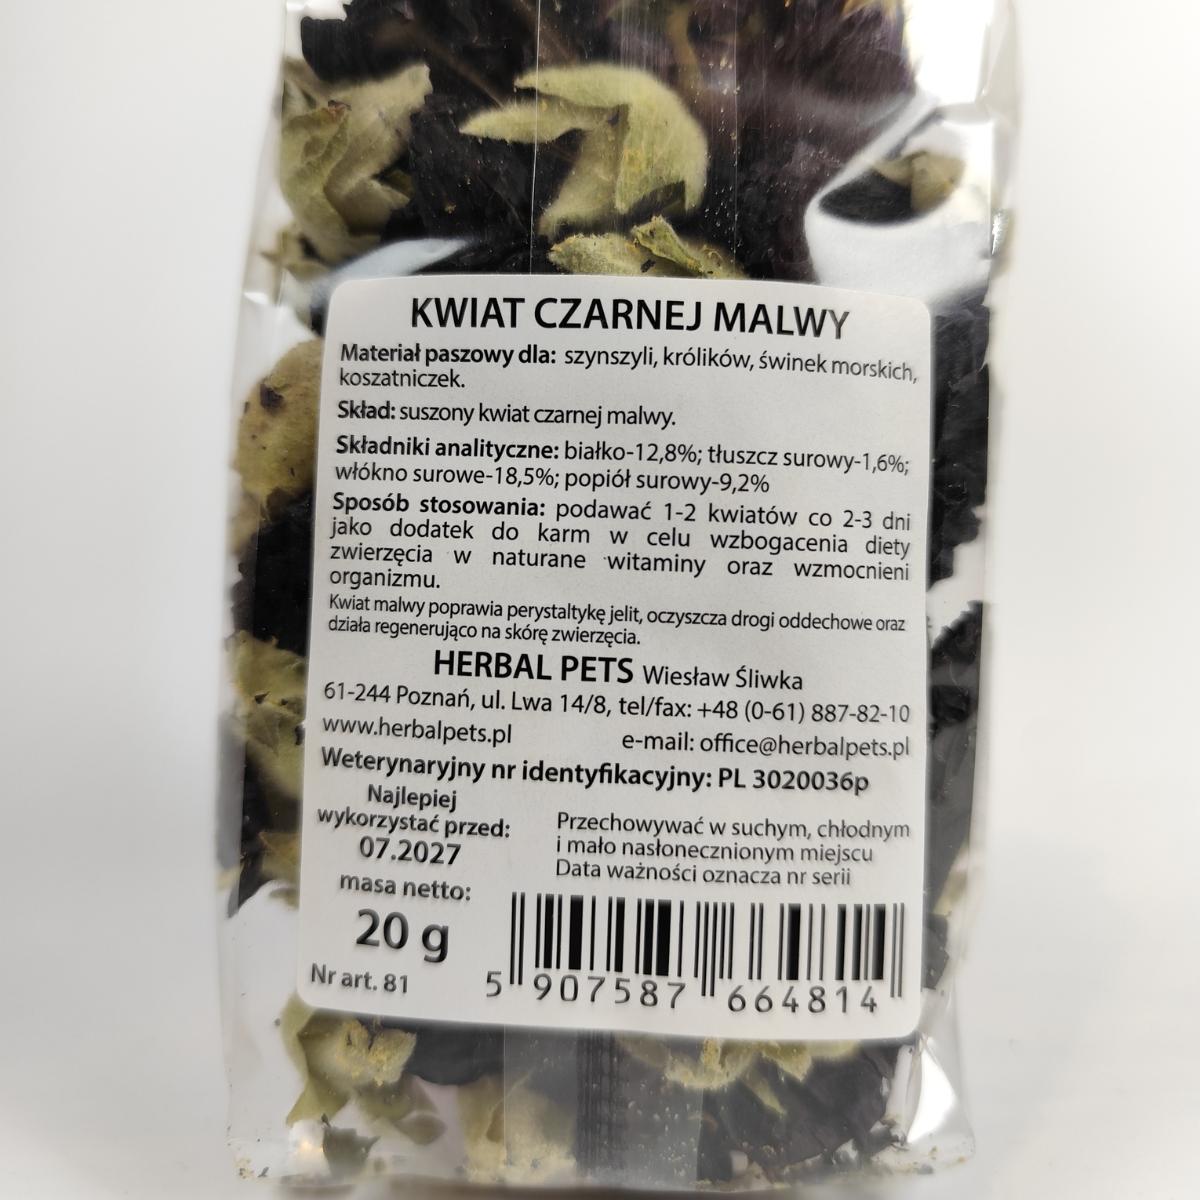 KWIAT CZARNEJ MALWY
Materiał paszowy dla: szynszyli, królików, świnek morskich,
koszatniczek.
Skład: suszony kwiat czarnej malwy.
Składniki analityczne: białko-12,8%; tłuszcz surowy-1,6%;
włókno surowe-18,5%; popiół surowy-9,2%
Sposób stosowania: podawać 1-2 kwiatów co 2-3 dni
jako dodatek do karm w celu wzbogacenia diety
zwierzęcia w naturane witaminy oraz wzmocnieni
organizmu.
Kwiat malwy poprawia perystaltykę jelit, oczyszcza drogi oddechowe oraz
działa regenerująco na skórę zwierzęcia.
HERBAL PETS Wiesław Śliwka
61-244 Poznań, ul. Lwa 14/8, tel/fax: +48 (0-61) 887-82-10
www.herbalpets.pl e-mail: office@herbalpets.pl
Weterynaryjny nr identyfikacyjny: PL 3020036p
Najlepiej
wykorzystać przed:
07.2027
masa netto:
20 g
Nr art. 81
Przechowywać w suchym, chłodnym
i mało nasłonecznionym miejscu
Data ważności oznacza nr serii
5 907587 664814